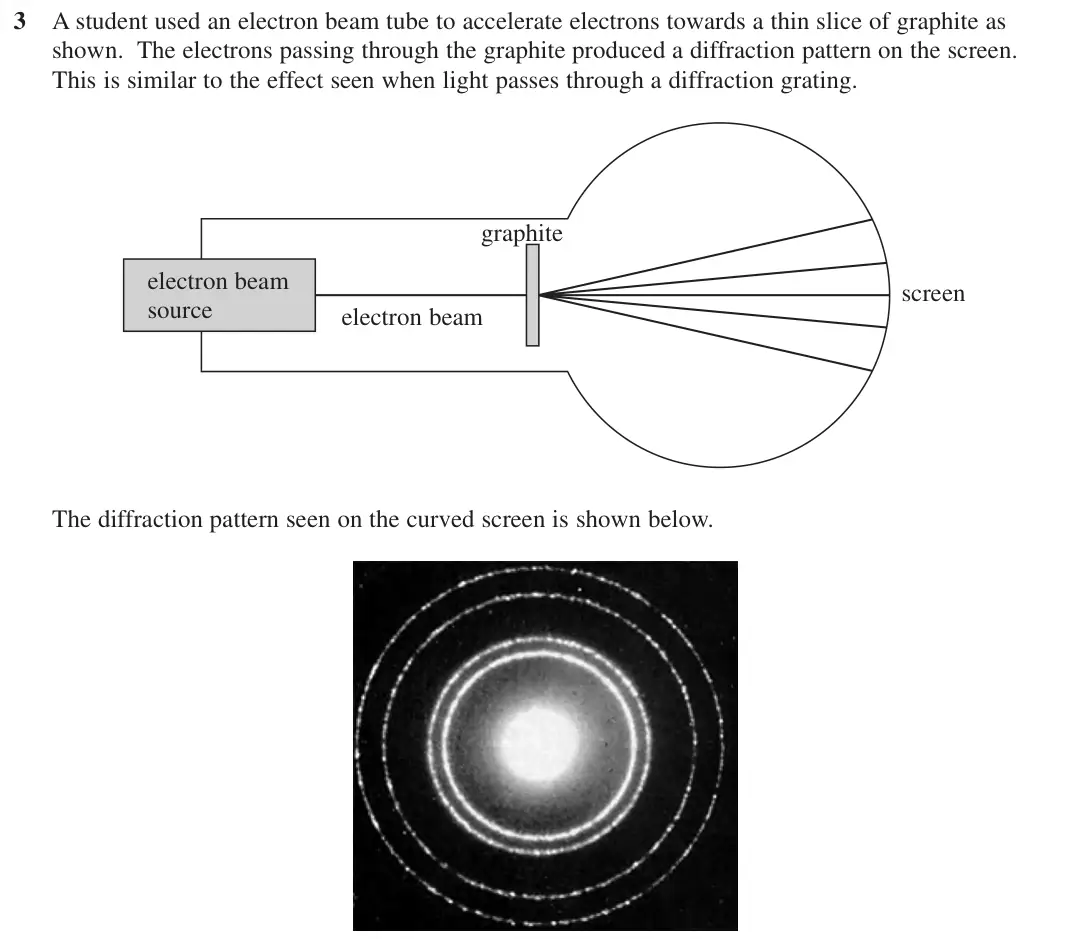 3 A student used an electron beam tube to accelerate electrons towards a thin slice of graphite as
shown. The electrons passing through the graphite produced a diffraction pattern on the screen.
This is similar to the effect seen when light passes through a diffraction grating.
graphite
electron beam
source
electron beam
screen
The diffraction pattern seen on the curved screen is shown below.